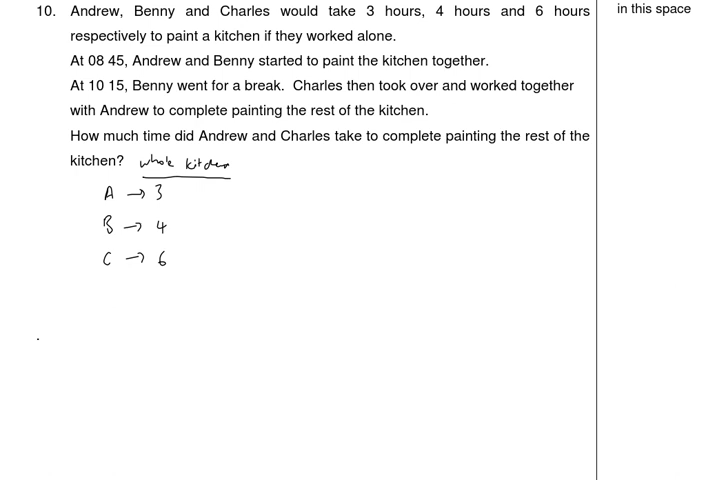 10. Andrew, Benny and Charles would take 3 hours, 4 hours and 6 hours
respectively to paint a kitchen if they worked alone.
At 08 45, Andrew and Benny started to paint the kitchen together.
At 10 15, Benny went for a break. Charles then took over and worked together
with Andrew to complete painting the rest of the kitchen.
How much time did Andrew and Charles take to complete painting the rest of the
kitchen? whole kitchen
A → 3
B → 4
C → 6
in this space